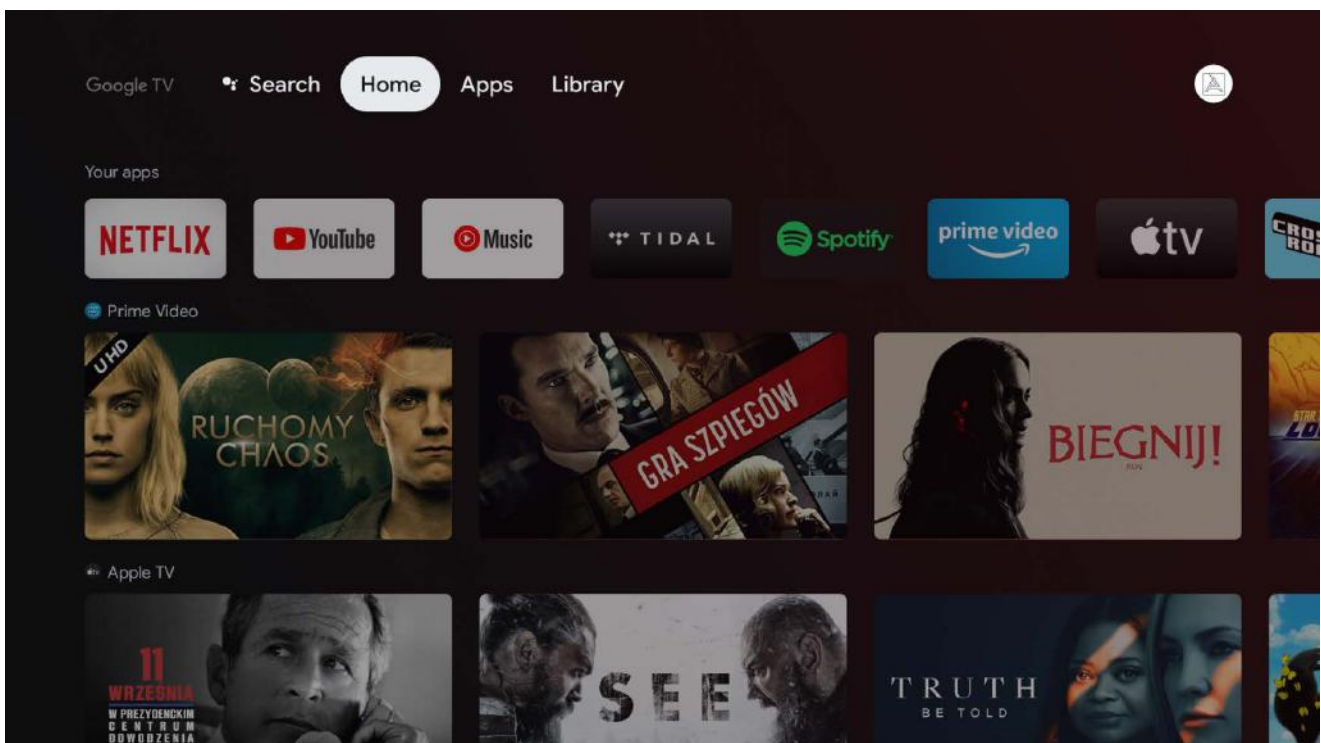 Google TV
Search
Home
Apps
Library
Your apps
NETFLIX
YouTube
Music
TIDAL
Spotify
prime video
tv
Prime Video
UHD
RUCHOMY
CHAOS
GRA SZPIEGÓW
BIEGNIJ!
RUN
Apple TV
11
WRZEŚNIA
W PREZYDENCKIM
CENTRUM
DOWODZENIA
SEE
TRUTH
BE TOLD